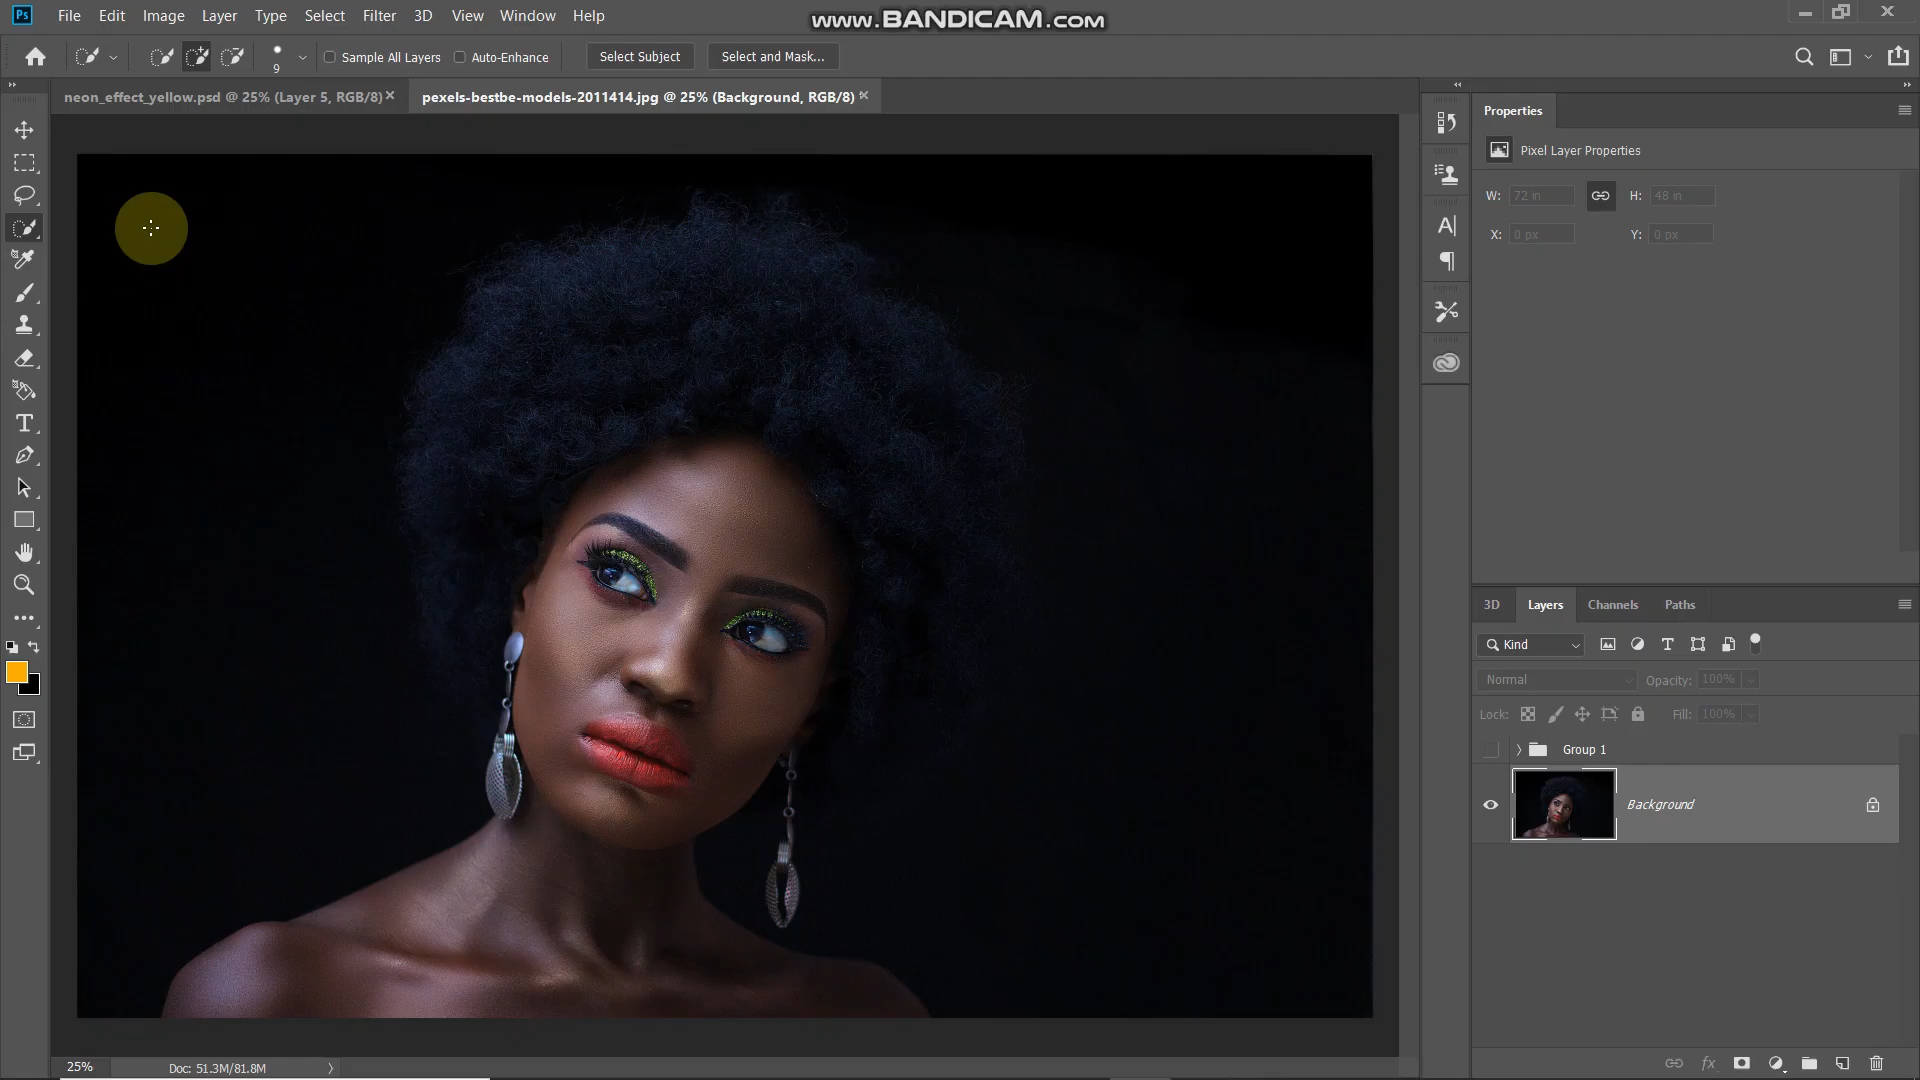 Ps File Edit Image Layer Type Select Filter 3D View Window Help
www.BANDICAM.com
9
Sample All Layers
Auto-Enhance
Select Subject
Select and Mask...
neon_effect_yellow.psd @ 25% (Layer 5, RGB/8)
pexels-bestbe-models-2011414.jpg @ 25% (Background, RGB/8)
Properties
Pixel Layer Properties
W: 72 in H: 48 in
X: 0 px Y: 0 px
3D Layers Channels Paths
Kind
Normal Opacity: 100%
Lock: Fill: 100%
Group 1
Background
25% Doc: 51.3M/81.8M